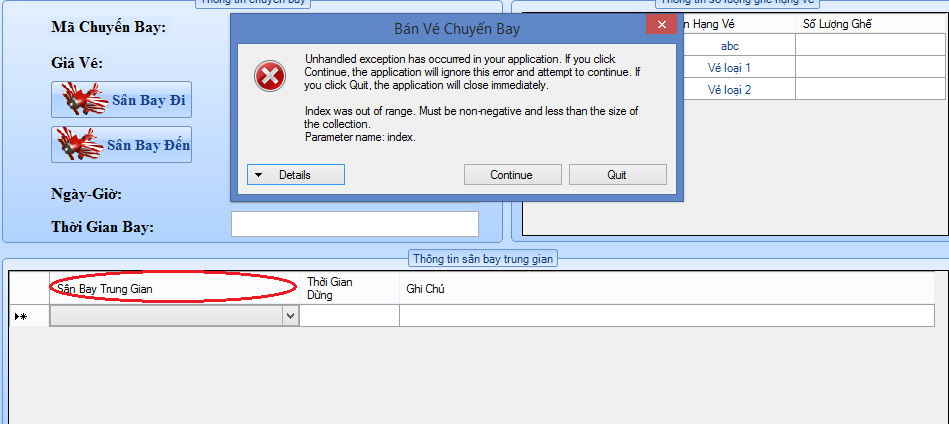 Thông tin chuyến bay
Thông tin số lượng ghế hạng vé
Mã Chuyến Bay:
Giá Vé:
Sân Bay Đi
Sân Bay Đến
Ngày-Giờ:
Thời Gian Bay:
Bán Vé Chuyến Bay
Unhandled exception has occurred in your application. If you click
Continue, the application will ignore this error and attempt to continue. If
you click Quit, the application will close immediately.
Index was out of range. Must be non-negative and less than the size of
the collection.
Parameter name: index.
Details
Continue
Quit
Hạng Vé
Số Lượng Ghế
abc
Vé loại 1
Vé loại 2
Thông tin sân bay trung gian
Sân Bay Trung Gian
Thời Gian
Dừng
Ghi Chú